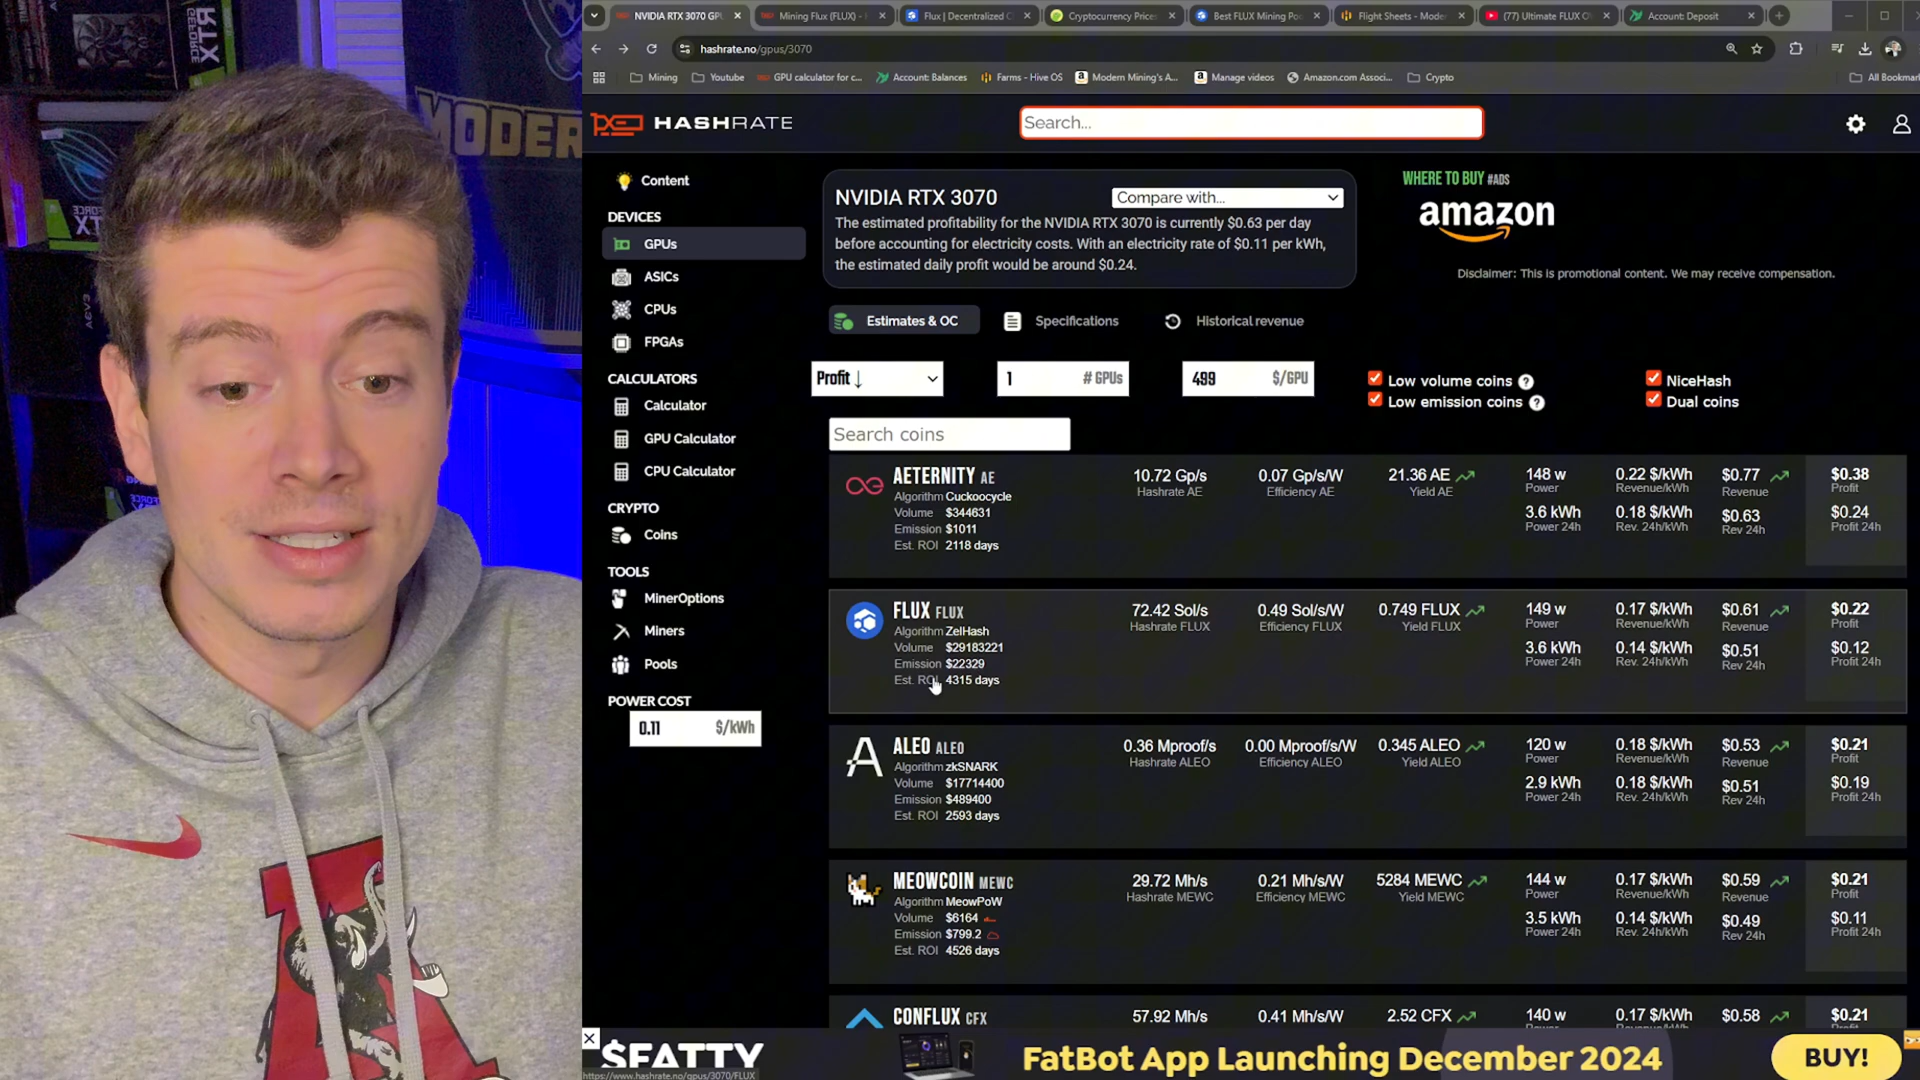 NVIDIA RTX 3070 GPU
Mining Flux (FLUX) -
Flux | Decentralized C
Cryptocurrency Price
Best FLUX Mining Poo
Flight Sheets - Moder
(77) Ultimate FLUX O
Account: Deposit
hashrate.no/gpus/3070
Mining
Youtube
GPU calculator for c...
Account: Balances
Farms - Hive OS
Modern Mining's A...
Manage videos
Amazon.com Associ...
Crypto
All Bookmar
MODER
GEFORCE
RTX
HASHRATE
Search...
Content
DEVICES
GPUs
ASICs
CPUs
FPGAs
CALCULATORS
Calculator
GPU Calculator
CPU Calculator
CRYPTO
Coins
TOOLS
MinerOptions
Miners
Pools
POWER COST
0.11 $/kWh
NVIDIA RTX 3070
Compare with...
The estimated profitability for the NVIDIA RTX 3070 is currently $0.63 per day
before accounting for electricity costs. With an electricity rate of $0.11 per kWh,
the estimated daily profit would be around $0.24.
WHERE TO BUY #ADS
amazon
Disclaimer: This is promotional content. We may receive compensation.
Estimates & OC
Specifications
Historical revenue
Profit ↓
1 # GPUs
499 $/GPU
Low volume coins ?
NiceHash
Low emission coins ?
Dual coins
Search coins
AETERNITY AE
Algorithm Cuckoocycle
Volume $344631
Emission $1011
Est. ROI 2118 days
10.72 Gp/s
Hashrate AE
0.07 Gp/s/W
Efficiency AE
21.36 AE
Yield AE
148 w
Power
3.6 kWh
Power 24h
0.22 $/kWh
Revenue/kWh
0.18 $/kWh
Rev. 24h/kWh
$0.77
Revenue
$0.63
Rev 24h
$0.38
Profit
$0.24
Profit 24h
FLUX FLUX
Algorithm ZelHash
Volume $29183221
Emission $22329
Est. ROI 4315 days
72.42 Sol/s
Hashrate FLUX
0.49 Sol/s/W
Efficiency FLUX
0.749 FLUX
Yield FLUX
149 w
Power
3.6 kWh
Power 24h
0.17 $/kWh
Revenue/kWh
0.14 $/kWh
Rev. 24h/kWh
$0.61
Revenue
$0.51
Rev 24h
$0.22
Profit
$0.12
Profit 24h
ALEO ALEO
Algorithm zkSNARK
Volume $17714400
Emission $489400
Est. ROI 2593 days
0.36 Mproof/s
Hashrate ALEO
0.00 Mproof/s/W
Efficiency ALEO
0.345 ALEO
Yield ALEO
120 w
Power
2.9 kWh
Power 24h
0.18 $/kWh
Revenue/kWh
0.18 $/kWh
Rev. 24h/kWh
$0.53
Revenue
$0.51
Rev 24h
$0.21
Profit
$0.19
Profit 24h
MEOWCOIN MEWC
Algorithm MeowPoW
Volume $6164
Emission $799.2
Est. ROI 4526 days
29.72 Mh/s
Hashrate MEWC
0.21 Mh/s/W
Efficiency MEWC
5284 MEWC
Yield MEWC
144 w
Power
3.5 kWh
Power 24h
0.17 $/kWh
Revenue/kWh
0.14 $/kWh
Rev. 24h/kWh
$0.59
Revenue
$0.49
Rev 24h
$0.21
Profit
$0.11
Profit 24h
CONFLUX CFX
57.92 Mh/s
0.41 Mh/s/W
2.52 CFX
140 w
0.17 $/kWh
$0.58
$0.21
$FATTY
FatBot App Launching December 2024
BUY!
https://www.hashrate.no/gpus/3070/FLUX